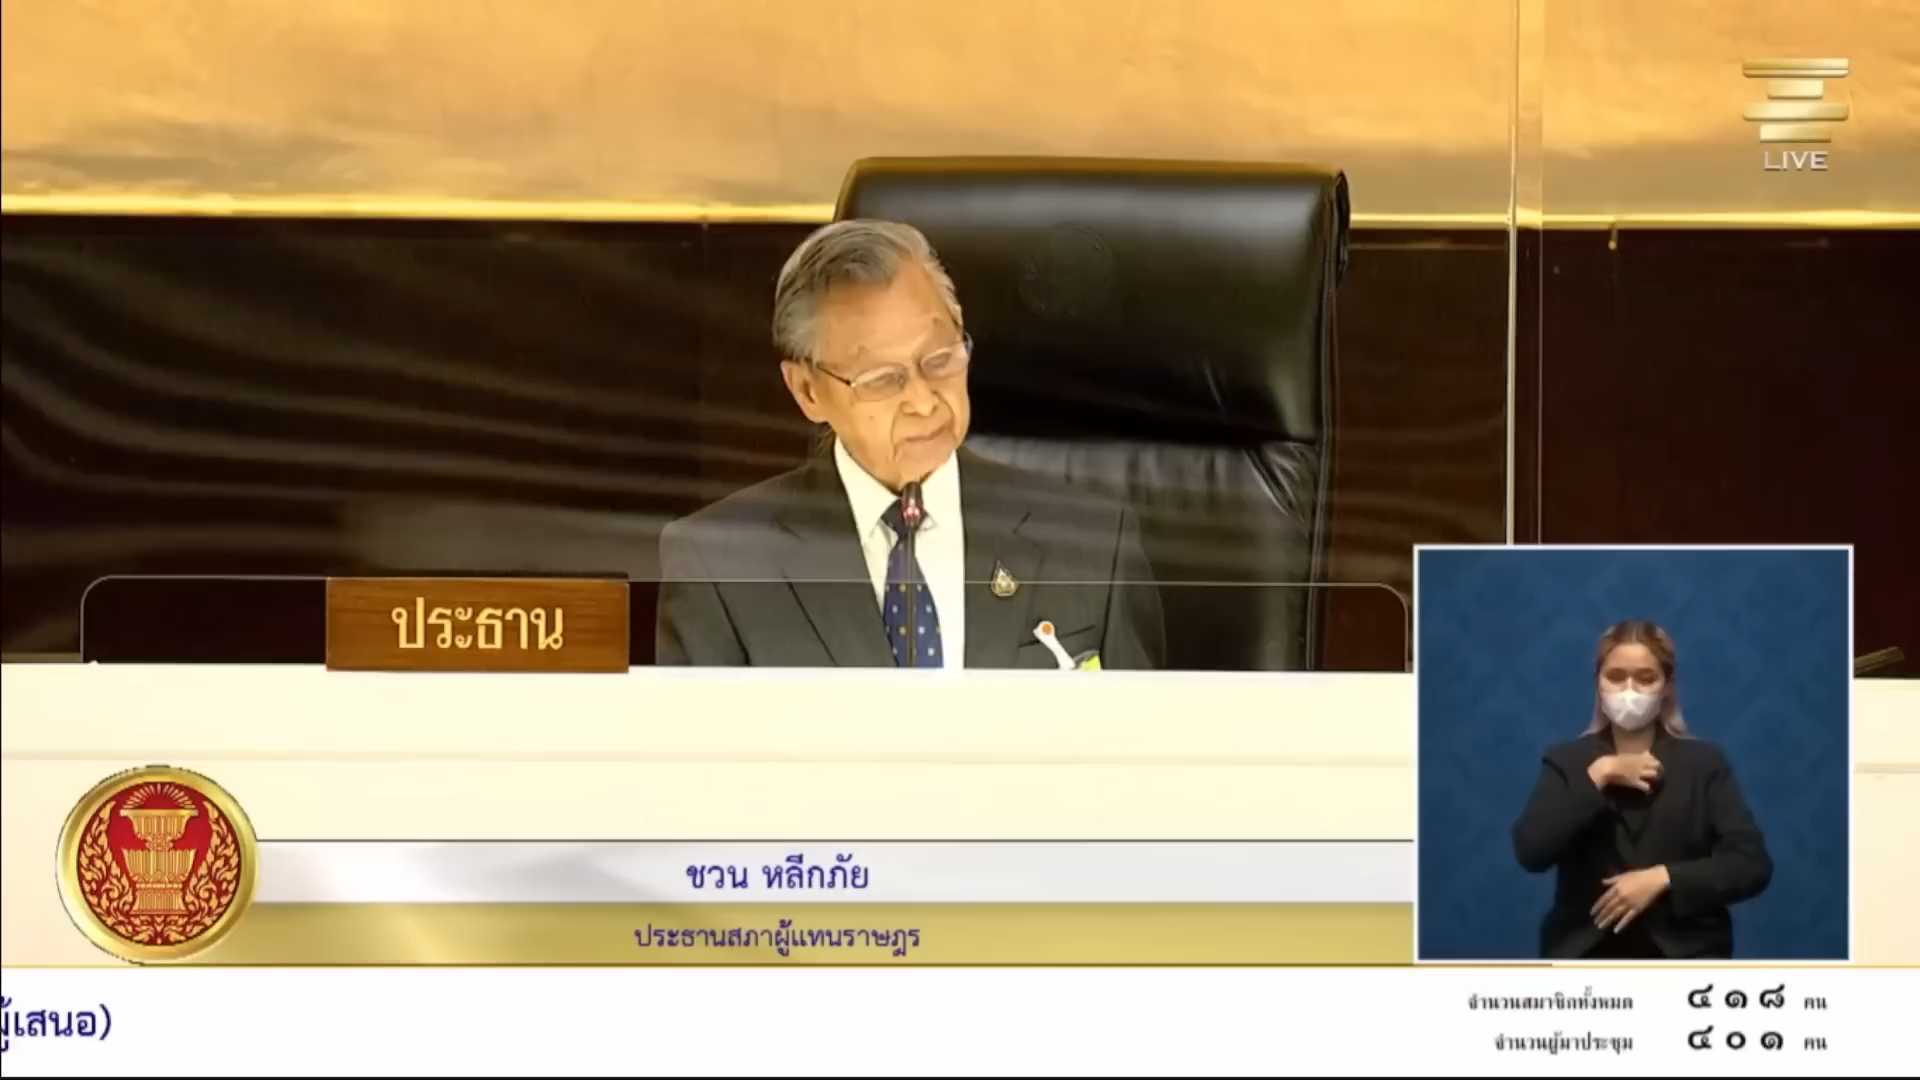 LIVE
ประธาน
ชวน หลีกภัย
ประธานสภาผู้แทนราษฎร
ผู้เสนอ)
จำนวนสมาชิกทั้งหมด ๔๑๘ คน
จำนวนผู้มาประชุม ๔๐๑ คน